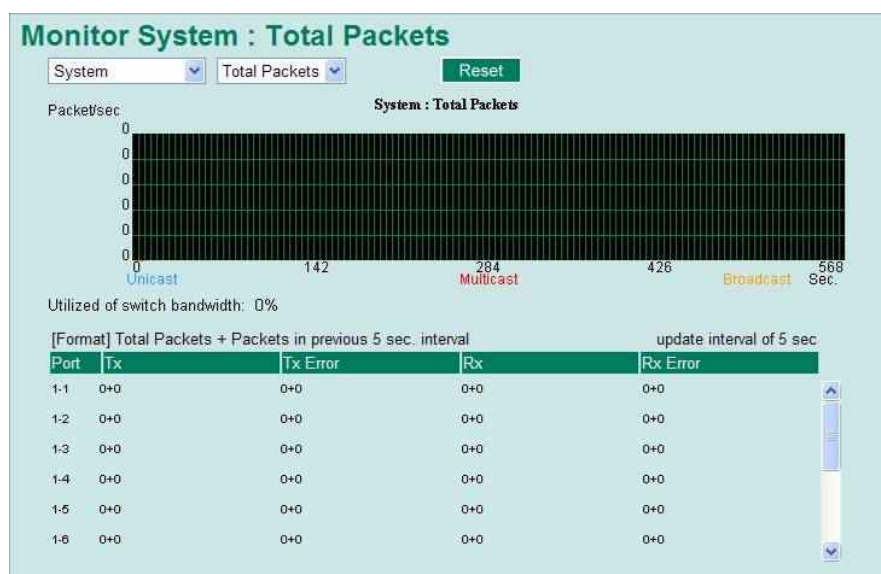 Monitor System : Total Packets
System Total Packets Reset
Packet/sec System : Total Packets
0
0
0
0
0
0
0 142 284 426 568
Unicast Multicast Broadcast Sec.
Utilized of switch bandwidth: 0%
[Format] Total Packets + Packets in previous 5 sec. interval update interval of 5 sec
Port Tx Tx Error Rx Rx Error
1-1 0+0 0+0 0+0 0+0
1-2 0+0 0+0 0+0 0+0
1-3 0+0 0+0 0+0 0+0
1-4 0+0 0+0 0+0 0+0
1-5 0+0 0+0 0+0 0+0
1-6 0+0 0+0 0+0 0+0